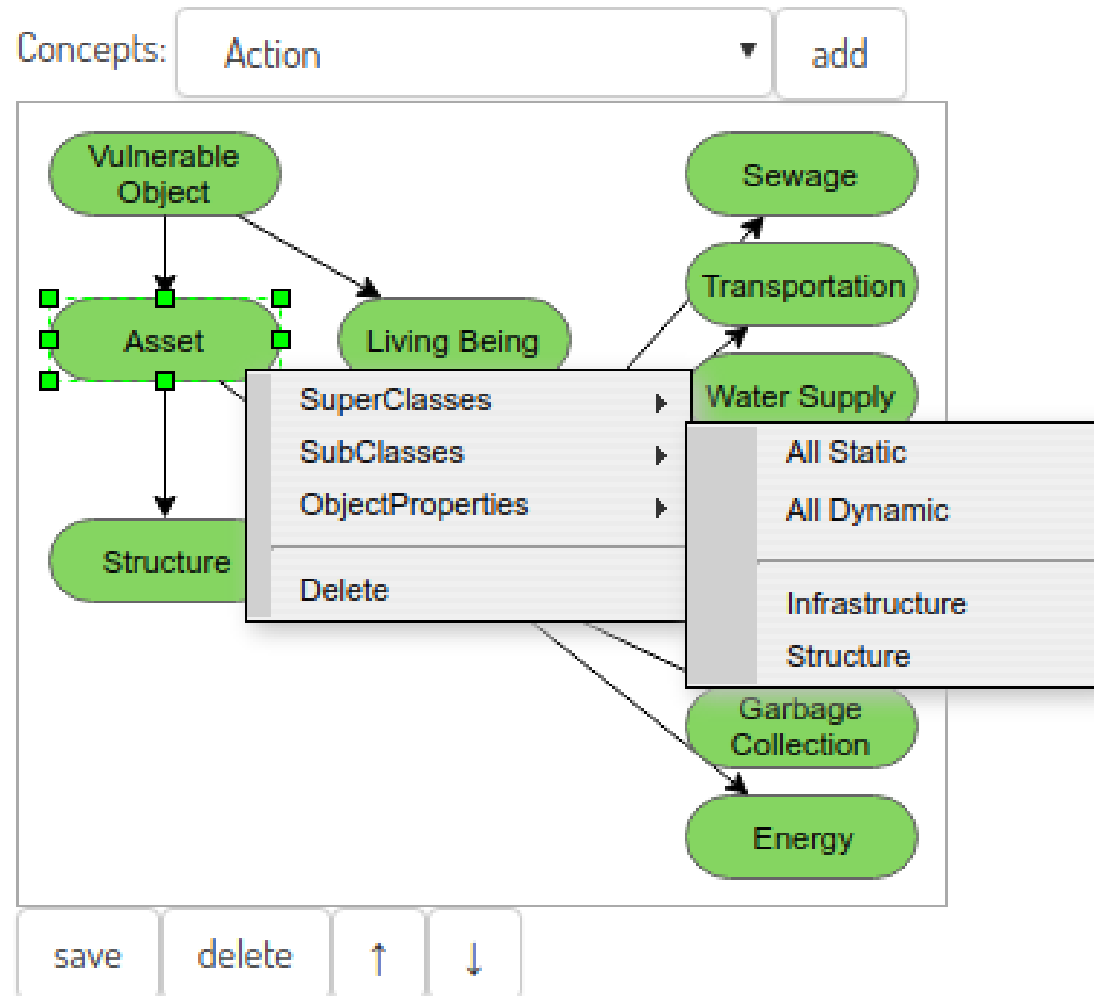 Concepts: Action ▼ add
Vulnerable
Object
Sewage
Transportation
Asset
Living Being
Water Supply
SuperClasses
SubClasses
ObjectProperties
Delete
All Static
All Dynamic
Infrastructure
Structure
Structure
Garbage
Collection
Energy
save delete ↑ ↓